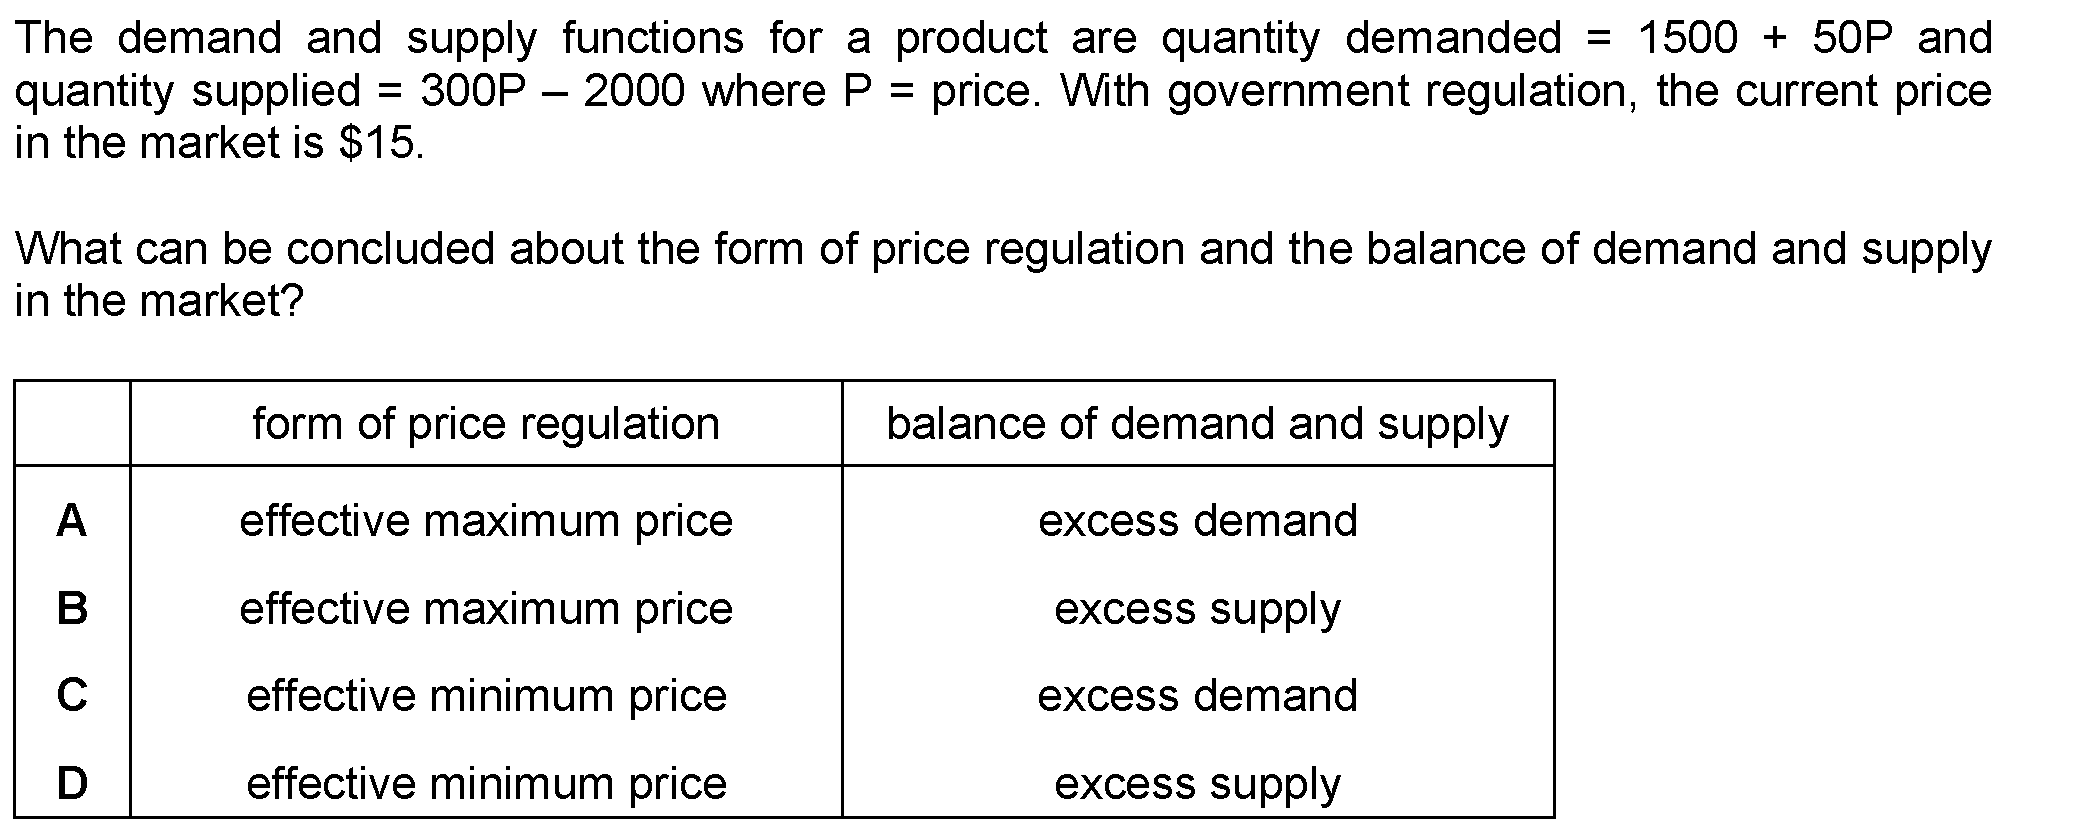 The demand and supply functions for a product are quantity demanded = 1500 + 50P and
quantity supplied = 300P – 2000 where P = price. With government regulation, the current price
in the market is $15.
What can be concluded about the form of price regulation and the balance of demand and supply
in the market?
form of price regulation balance of demand and supply
A effective maximum price excess demand
B effective maximum price excess supply
C effective minimum price excess demand
D effective minimum price excess supply